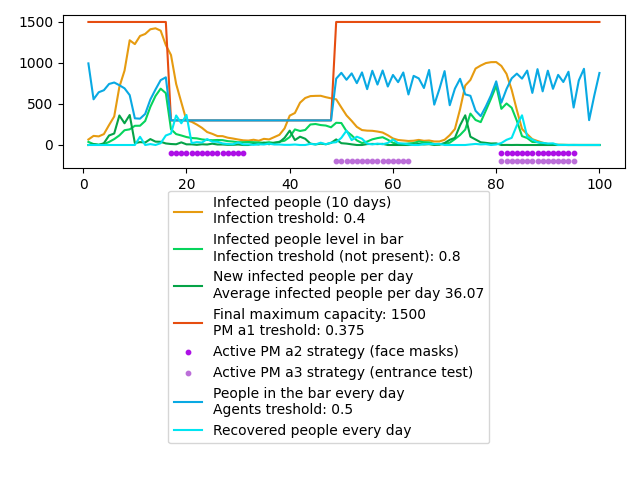 1500
1000
500
0
0 20 40 60 80 100
Infected people (10 days)
Infection treshold: 0.4
Infected people level in bar
Infection treshold (not present): 0.8
New infected people per day
Average infected people per day 36.07
Final maximum capacity: 1500
PM a1 treshold: 0.375
Active PM a2 strategy (face masks)
Active PM a3 strategy (entrance test)
People in the bar every day
Agents treshold: 0.5
Recovered people every day